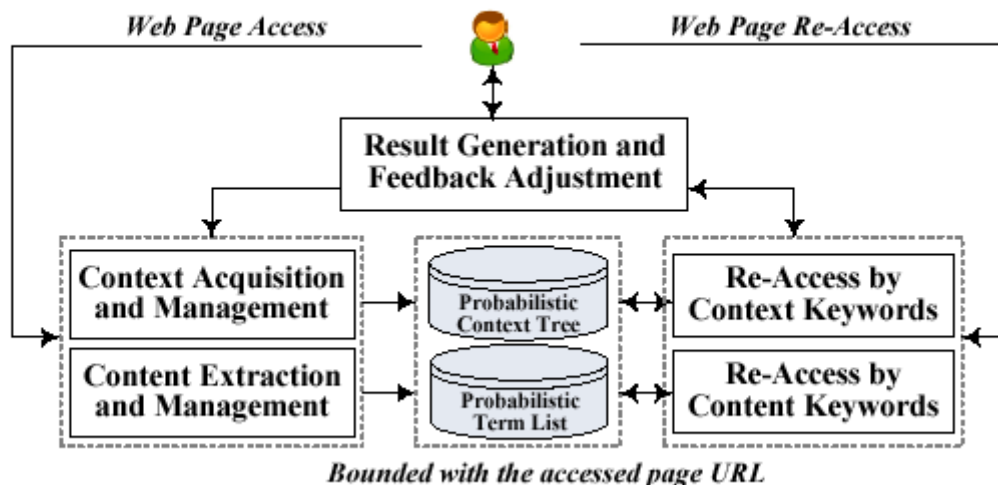 Web Page Access
Web Page Re-Access
Result Generation and
Feedback Adjustment
Context Acquisition
and Management
Probabilistic
Context Tree
Re-Access by
Context Keywords
Content Extraction
and Management
Probabilistic
Term List
Re-Access by
Content Keywords
Bounded with the accessed page URL